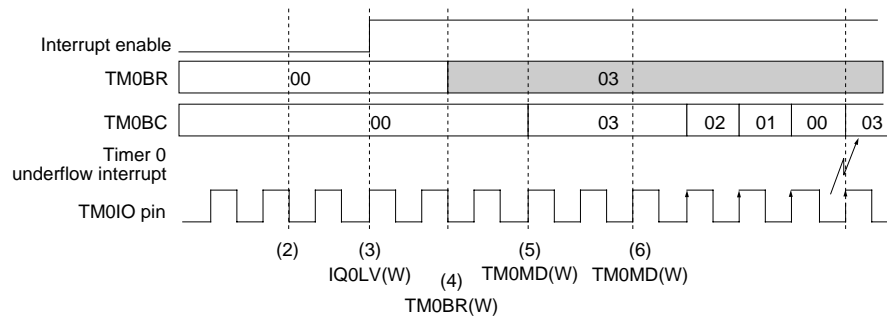 Interrupt enable
TM0BR 00 03
TM0BC 00 03 02 01 00 03
Timer 0
underflow interrupt
TM0IO pin
(2) (3) (4) (5) (6)
IQ0LV(W) TM0MD(W) TM0MD(W)
TM0BR(W)